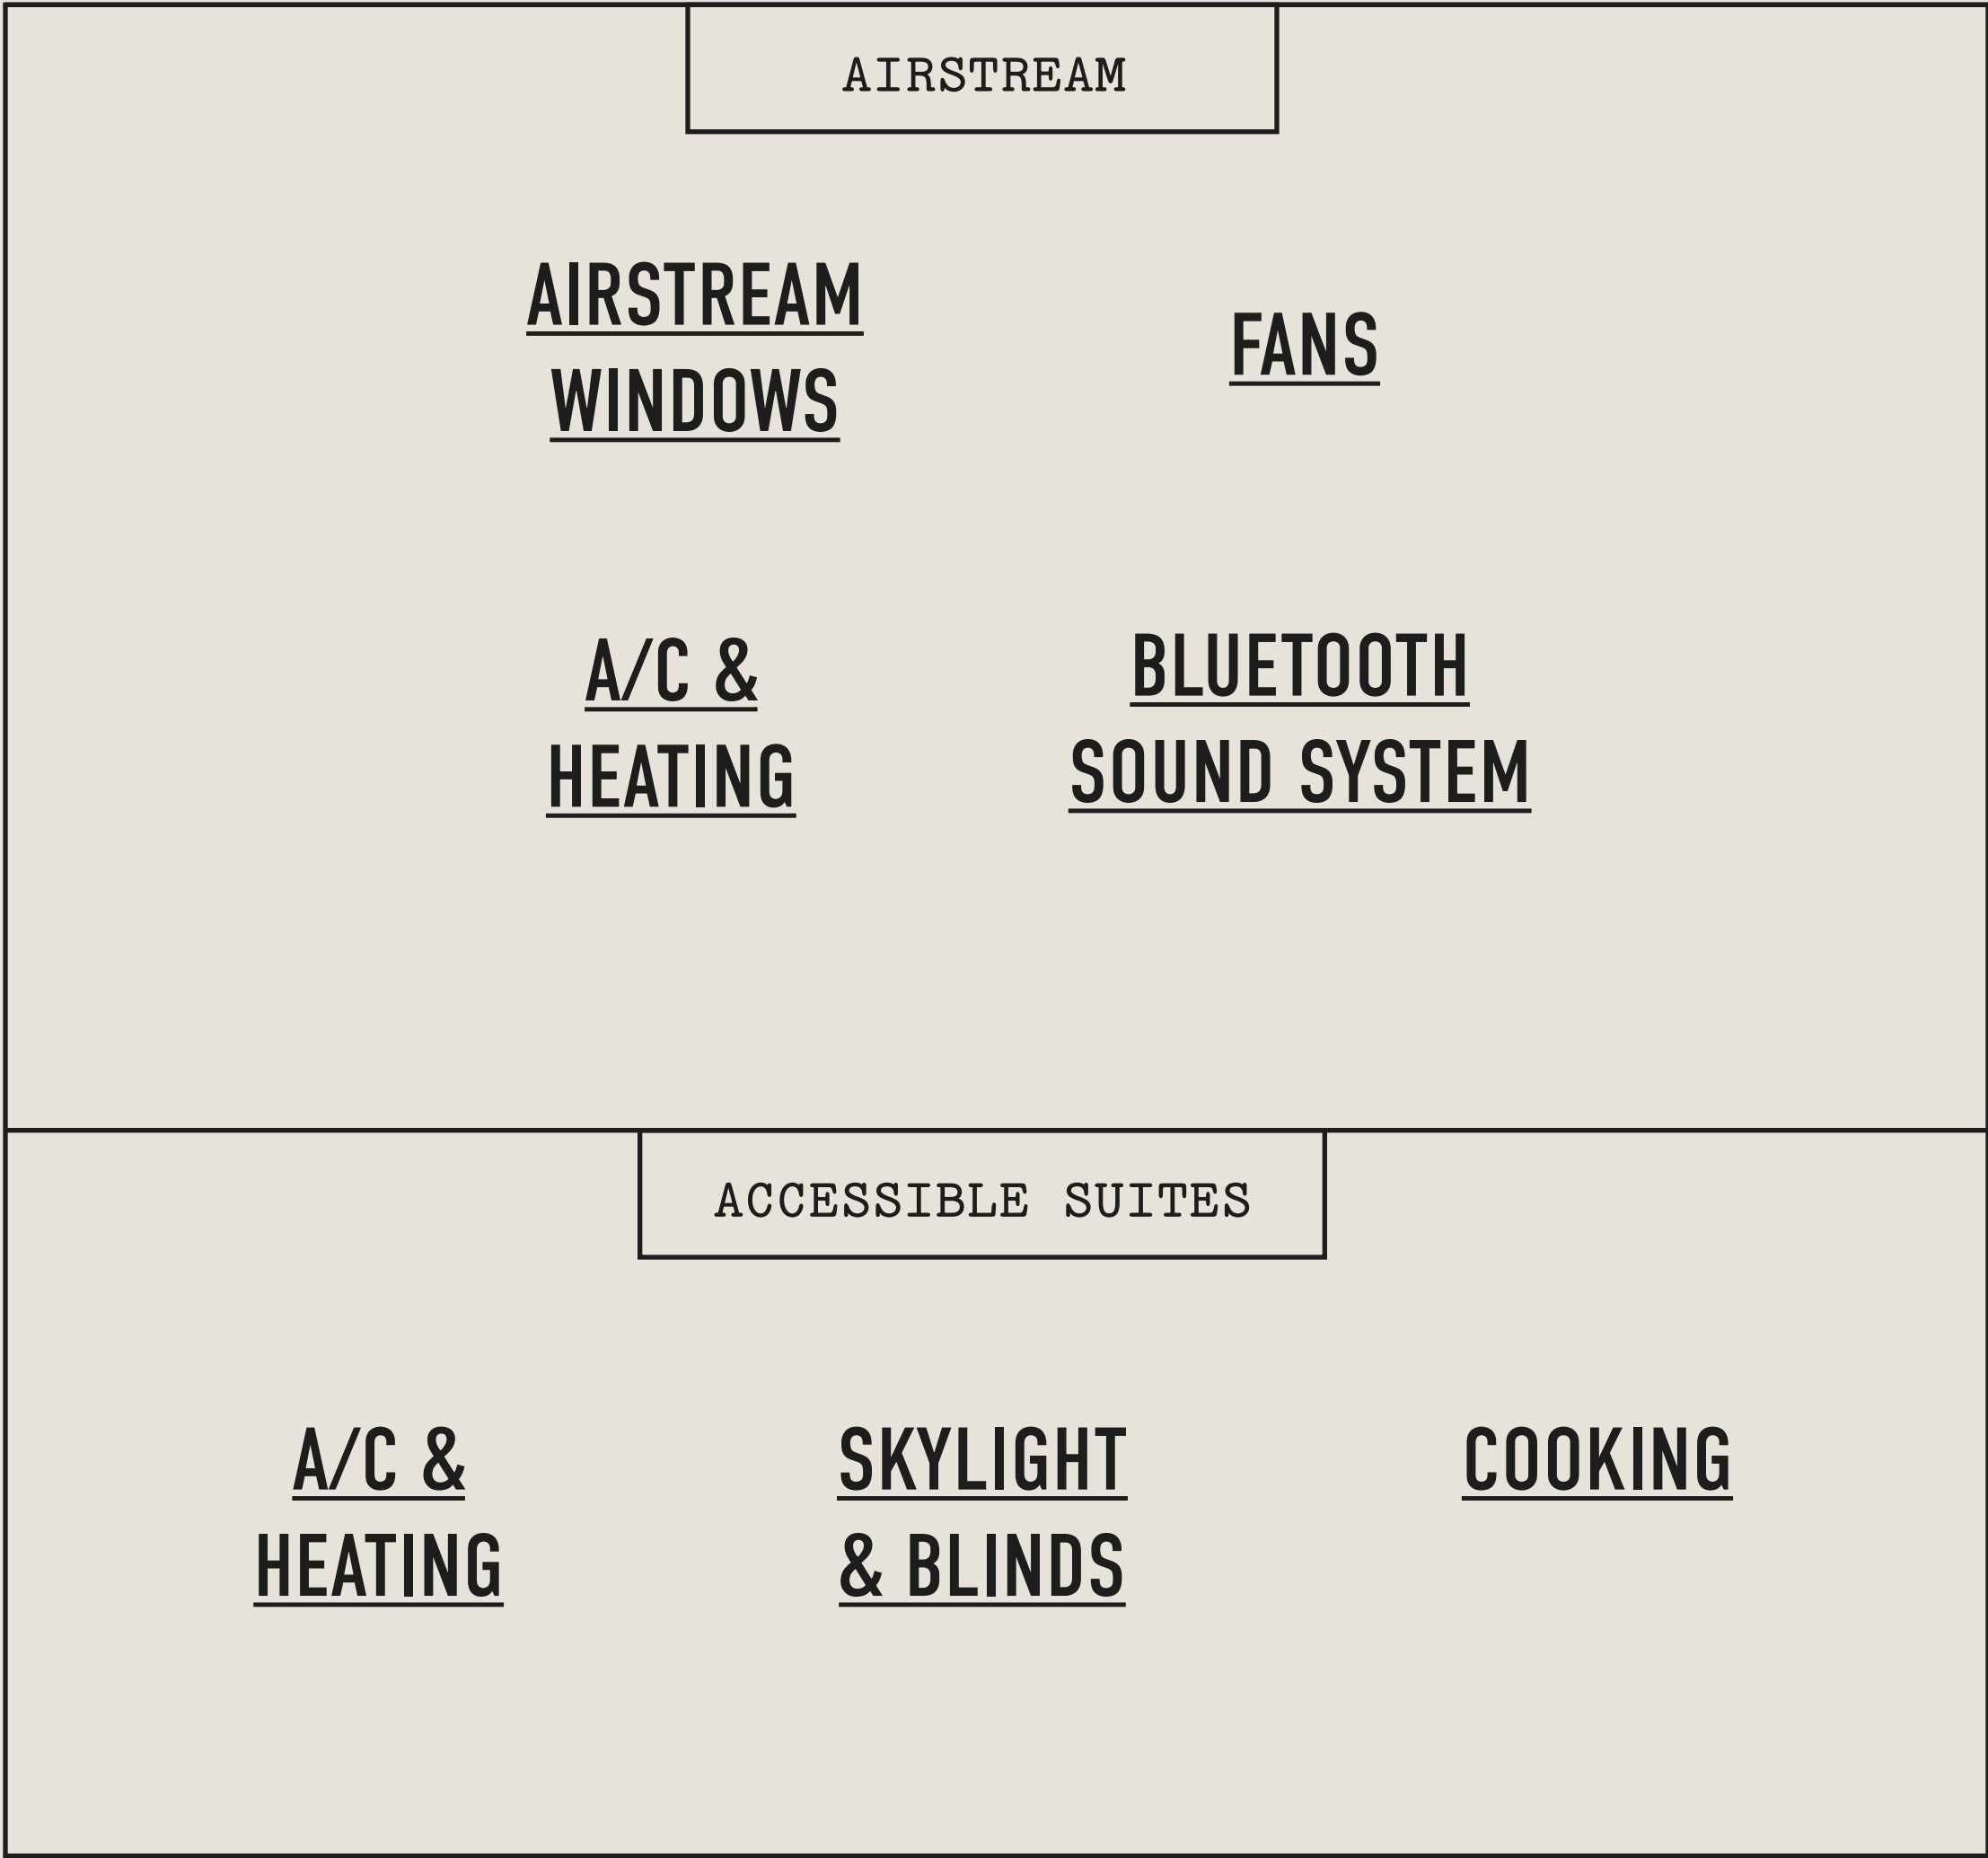 AIRSTREAM
AIRSTREAM
WINDOWS
FANS
A/C &
HEATING
BLUETOOTH
SOUND SYSTEM
ACCESSIBLE SUITES
A/C &
HEATING
SKYLIGHT
& BLINDS
COOKING